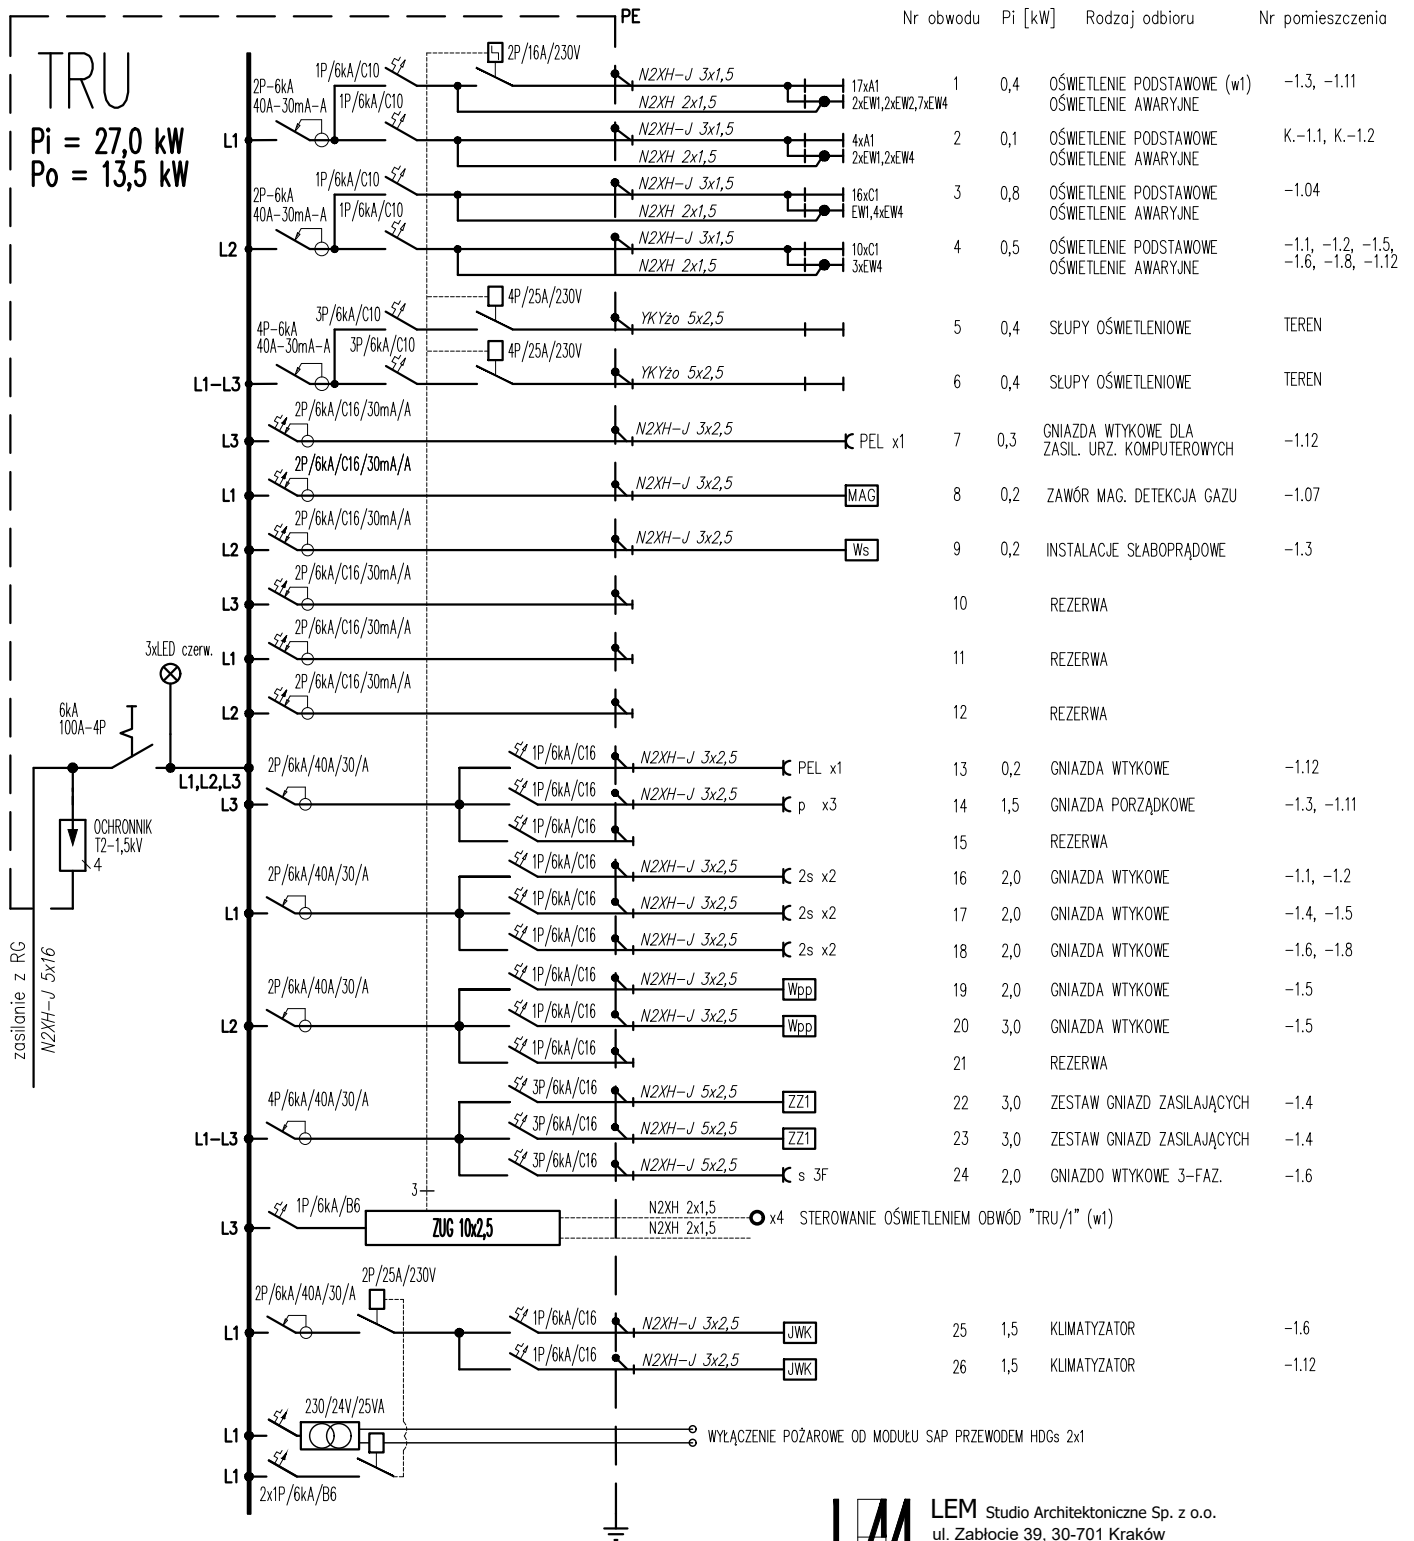 PE
Nr obwodu Pi [kW] Rodzaj odbioru Nr pomieszczenia
TRU
Pi = 27,0 kW
Po = 13,5 kW
2P/16A/230V
2P-6kA
40A-30mA-A
1P/6kA/C10
1P/6kA/C10
L1
N2XH-J 3x1,5
N2XH 2x1,5
17xA1
2xEW1,2xEW2,7xEW4
1 0,4 OŚWIETLENIE PODSTAWOWE (w1) -1.3, -1.11
OŚWIETLENIE AWARYJNE
N2XH-J 3x1,5
N2XH 2x1,5
4xA1
2xEW1,2xEW4
2 0,1 OŚWIETLENIE PODSTAWOWE K.-1.1, K.-1.2
OŚWIETLENIE AWARYJNE
2P-6kA
40A-30mA-A
1P/6kA/C10
1P/6kA/C10
L2
N2XH-J 3x1,5
N2XH 2x1,5
16xC1
EW1,4xEW4
3 0,8 OŚWIETLENIE PODSTAWOWE -1.04
OŚWIETLENIE AWARYJNE
N2XH-J 3x1,5
N2XH 2x1,5
10xC1
3xEW4
4 0,5 OŚWIETLENIE PODSTAWOWE -1.1, -1.2, -1.5,
OŚWIETLENIE AWARYJNE -1.6, -1.8, -1.12
4P/25A/230V
4P-6kA
40A-30mA-A
3P/6kA/C10
3P/6kA/C10
4P/25A/230V
L1-L3
YKYżo 5x2,5
5 0,4 SŁUPY OŚWIETLENIOWE TEREN
YKYżo 5x2,5
6 0,4 SŁUPY OŚWIETLENIOWE TEREN
2P/6kA/C16/30mA/A
L3 N2XH-J 3x2,5 PEL x1
7 0,3 GNIAZDA WTYKOWE DLA
ZASIL. URZ. KOMPUTEROWYCH -1.12
2P/6kA/C16/30mA/A
L1 N2XH-J 3x2,5 MAG
8 0,2 ZAWÓR MAG. DETEKCJA GAZU -1.07
2P/6kA/C16/30mA/A
L2 N2XH-J 3x2,5 Ws
9 0,2 INSTALACJE SŁABOPRĄDOWE -1.3
2P/6kA/C16/30mA/A
L3 10 REZERWA
2P/6kA/C16/30mA/A
L1 11 REZERWA
2P/6kA/C16/30mA/A
L2 12 REZERWA
3xLED czerw.
6kA
100A-4P
L1,L2,L3
OCHRONNIK
T2-1,5kV
4
zasilanie z RG
N2XH-J 5x16
2P/6kA/40A/30/A
L3
1P/6kA/C16 N2XH-J 3x2,5 PEL x1 13 0,2 GNIAZDA WTYKOWE -1.12
1P/6kA/C16 N2XH-J 3x2,5 p x3 14 1,5 GNIAZDA PORZĄDKOWE -1.3, -1.11
1P/6kA/C16 15 REZERWA
2P/6kA/40A/30/A
L1
1P/6kA/C16 N2XH-J 3x2,5 2s x2 16 2,0 GNIAZDA WTYKOWE -1.1, -1.2
1P/6kA/C16 N2XH-J 3x2,5 2s x2 17 2,0 GNIAZDA WTYKOWE -1.4, -1.5
1P/6kA/C16 N2XH-J 3x2,5 2s x2 18 2,0 GNIAZDA WTYKOWE -1.6, -1.8
2P/6kA/40A/30/A
L2
1P/6kA/C16 N2XH-J 3x2,5 Wpp 19 2,0 GNIAZDA WTYKOWE -1.5
1P/6kA/C16 N2XH-J 3x2,5 Wpp 20 3,0 GNIAZDA WTYKOWE -1.5
1P/6kA/C16 21 REZERWA
4P/6kA/40A/30/A
L1-L3
3P/6kA/C16 N2XH-J 5x2,5 ZZ1 22 3,0 ZESTAW GNIAZD ZASILAJĄCYCH -1.4
3P/6kA/C16 N2XH-J 5x2,5 ZZ1 23 3,0 ZESTAW GNIAZD ZASILAJĄCYCH -1.4
3P/6kA/C16 N2XH-J 5x2,5 s 3F 24 2,0 GNIAZDO WTYKOWE 3-FAZ. -1.6
3
1P/6kA/B6
L3 ZUG 10x2,5
N2XH 2x1,5
N2XH 2x1,5
x4 STEROWANIE OŚWIETLENIEM OBWÓD "TRU/1" (w1)
2P/25A/230V
2P/6kA/40A/30/A
L1
1P/6kA/C16 N2XH-J 3x2,5 JWK 25 1,5 KLIMATYZATOR -1.6
1P/6kA/C16 N2XH-J 3x2,5 JWK 26 1,5 KLIMATYZATOR -1.12
230/24V/25VA
L1
WYŁĄCZENIE POŻAROWE OD MODUŁU SAP PRZEWODEM HDGs 2x1
L1
2x1P/6kA/B6
LEM Studio Architektoniczne Sp. z o.o.
ul. Zabłocie 39, 30-701 Kraków